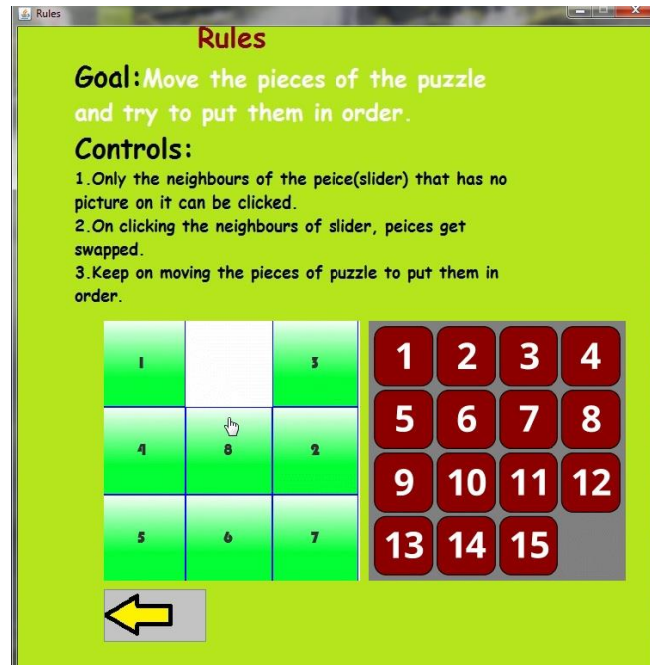 Rules
Rules
Goal:Move the pieces of the puzzle
and try to put them in order.
Controls:
1.Only the neighbours of the peice(slider) that has no
picture on it can be clicked.
2.On clicking the neighbours of slider, peices get
swapped.
3.Keep on moving the pieces of puzzle to put them in
order.
1 3
4 8 2
5 6 7
1 2 3 4
5 6 7 8
9 10 11 12
13 14 15